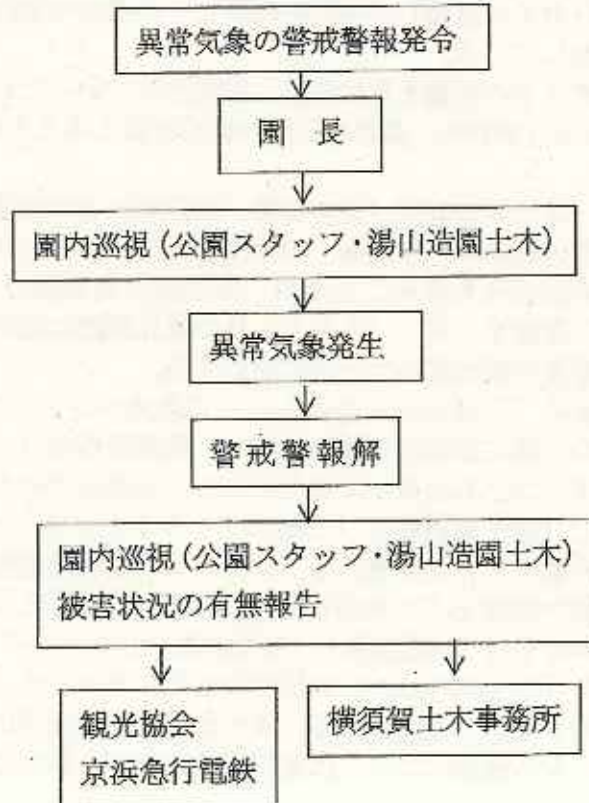 異常気象の警戒警報発令
園 長
園内巡視(公園スタッフ・湯山造園土木)
異常気象発生
警戒警報解
園内巡視(公園スタッフ・湯山造園土木)
被害状況の有無報告
観光協会
京浜急行電鉄
横須賀土木事務所